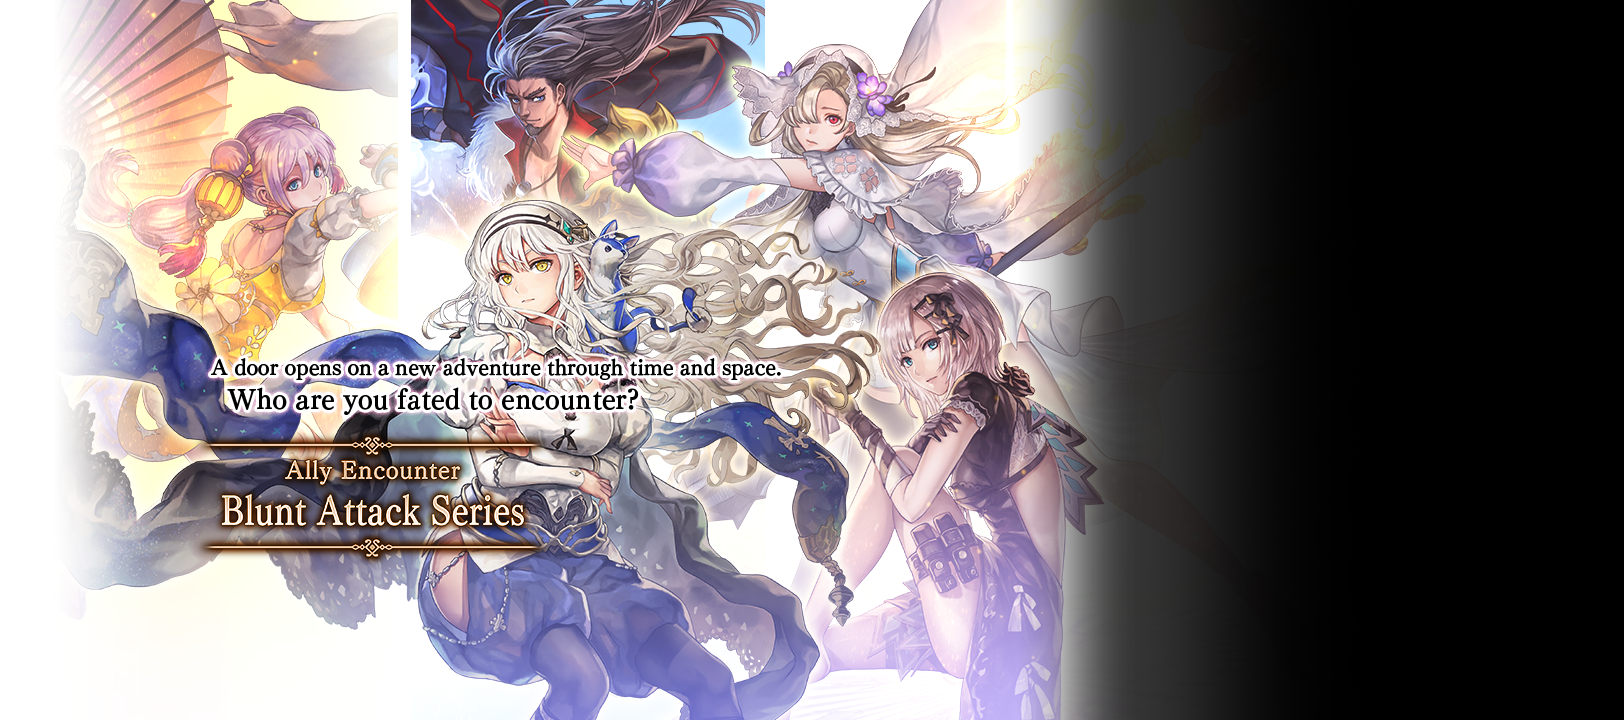 A door opens on a new adventure through time and space.
Who are you fated to encounter?
Ally Encounter
Blunt Attack Series